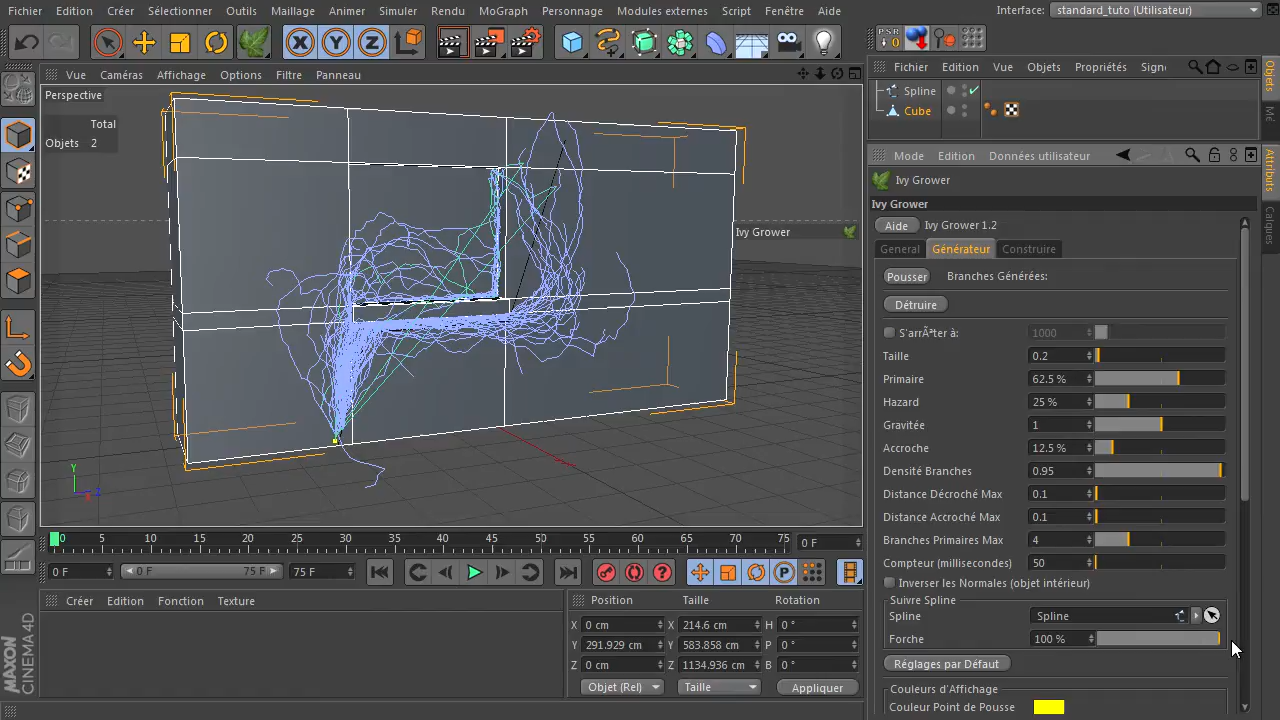 Fichier Edition Créer Sélectionner Outils Maillage Animer Simuler Rendu MoGraph Personnage Modules externes Script Fenêtre Aide Interface: standard_tuto (Utilisateur)
X Y Z PSR 0
Vue Caméras Affichage Options Filtre Panneau
Fichier Edition Vue Objets Propriétés Sign
Perspective
Spline
Cube
Total
Objets 2
Objets
Attributs
Calques
Mode Edition Données utilisateur
Ivy Grower
Ivy Grower
Aide Ivy Grower 1.2
Ivy Grower
General Générateur Construire
Pousser Branches Générées:
Détruire
S'arrÃªter à: 1000
Taille 0.2
Primaire 62.5 %
Hazard 25 %
Gravitée 1
Accroche 12.5 %
Densité Branches 0.95
Distance Décroché Max 0.1
Distance Accroché Max 0.1
Branches Primaires Max 4
Compteur (millisecondes) 50
Inverser les Normales (objet intérieur)
Suivre Spline
Spline Spline
Forche 100 %
Réglages par Défaut
Couleurs d'Affichage
Couleur Point de Pousse
Y
X
Z
0 5 10 15 20 25 30 35 40 45 50 55 60 65 70 75 0 F
0 F 0 F 75 F 75 F
P
Créer Edition Fonction Texture
Position Taille Rotation
X 0 cm X 214.6 cm H 0 °
Y 291.929 cm Y 583.858 cm P 0 °
Z 0 cm Z 1134.936 cm B 0 °
Objet (Rel) Taille Appliquer
MAXON
CINEMA 4D